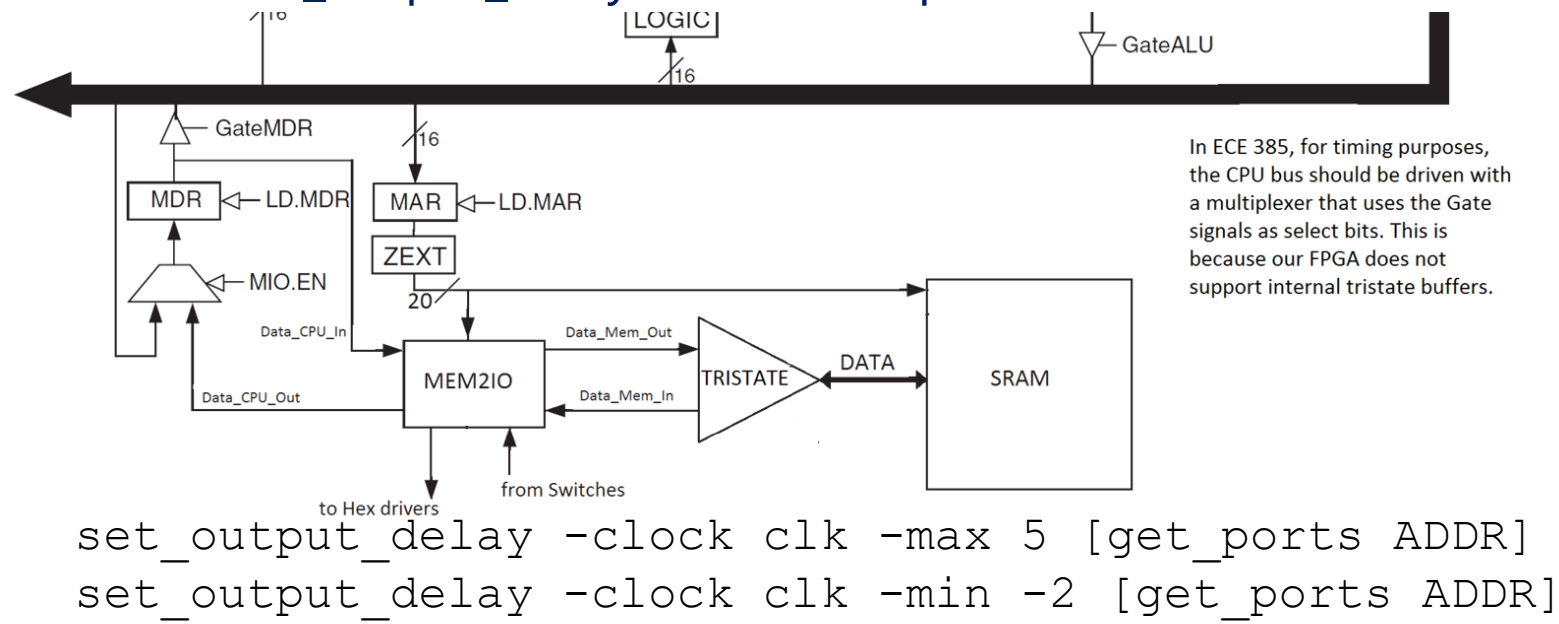 16
LOGIC
GateALU
16
GateMDR
16
In ECE 385, for timing purposes,
the CPU bus should be driven with
a multiplexer that uses the Gate
signals as select bits. This is
because our FPGA does not
support internal tristate buffers.
MDR
LD.MDR
MAR
LD.MAR
ZEXT
MIO.EN
20
Data_CPU_In
Data_Mem_Out
MEM2IO
TRISTATE
DATA
SRAM
Data_CPU_Out
Data_Mem_In
from Switches
to Hex drivers
set_output_delay -clock clk -max 5 [get_ports ADDR]
set_output_delay -clock clk -min -2 [get_ports ADDR]